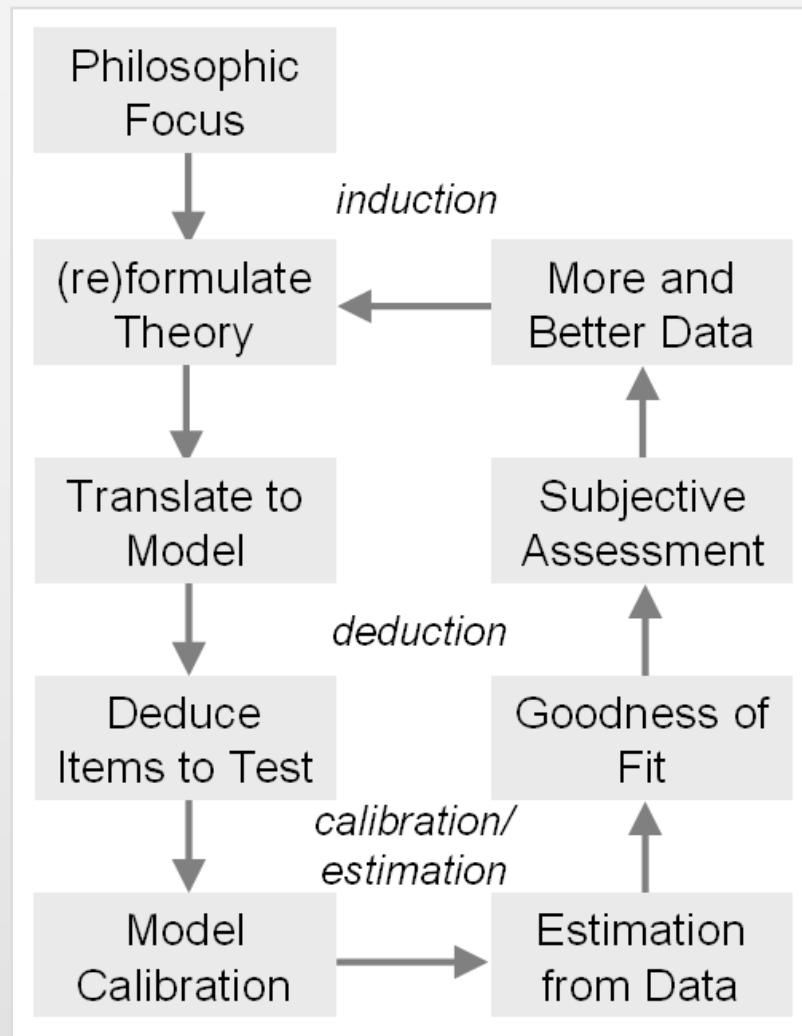 Philosophic
Focus
induction
(re)formulate
Theory
More and
Better Data
Translate to
Model
Subjective
Assessment
deduction
Deduce
Items to Test
Goodness of
Fit
calibration/
estimation
Model
Calibration
Estimation
from Data